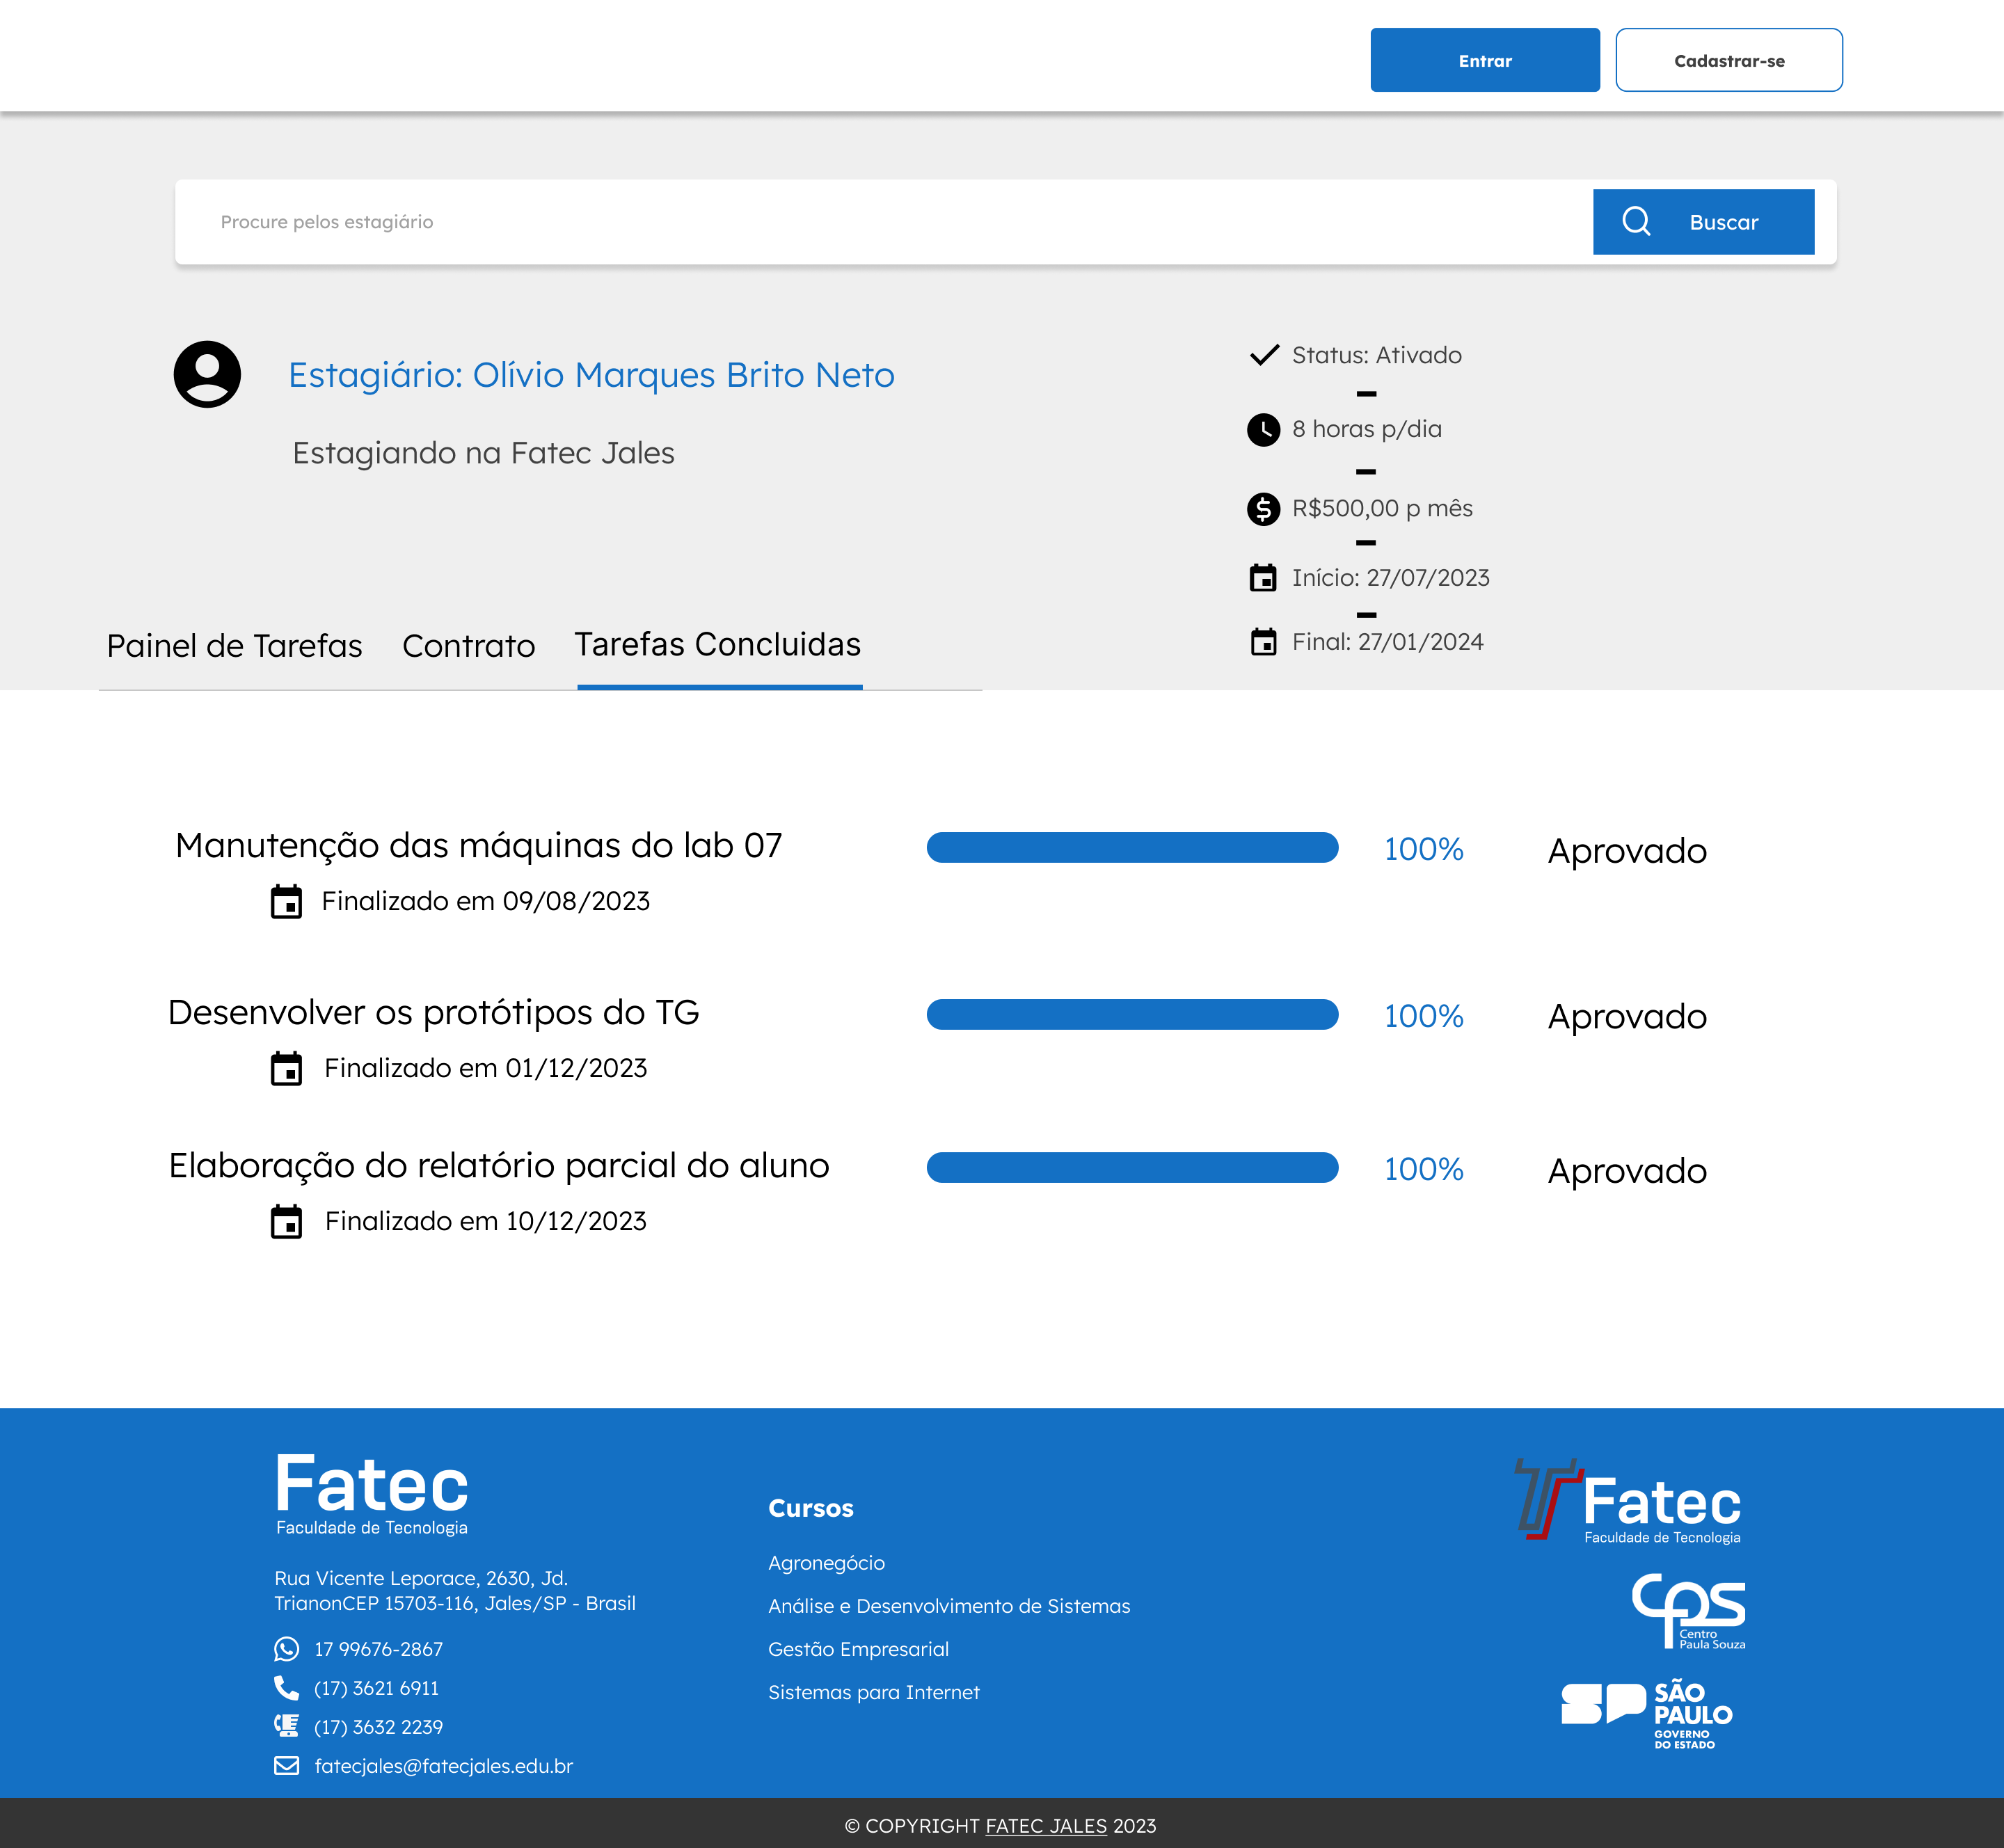 Entrar
Cadastrar-se
Procure pelos estagiário
Buscar
Estagiário: Olívio Marques Brito Neto
Estagiando na Fatec Jales
Status: Ativado
8 horas p/dia
R$500,00 p mês
Início: 27/07/2023
Final: 27/01/2024
Painel de Tarefas
Contrato
Tarefas Concluidas
Manutenção das máquinas do lab 07
100%
Aprovado
Finalizado em 09/08/2023
Desenvolver os protótipos do TG
100%
Aprovado
Finalizado em 01/12/2023
Elaboração do relatório parcial do aluno
100%
Aprovado
Finalizado em 10/12/2023
Fatec
Faculdade de Tecnologia
Rua Vicente Leporace, 2630, Jd.
TrianonCEP 15703-116, Jales/SP - Brasil
17 99676-2867
(17) 3621 6911
(17) 3632 2239
fatecjales@fatecjales.edu.br
Cursos
Agronegócio
Análise e Desenvolvimento de Sistemas
Gestão Empresarial
Sistemas para Internet
Fatec
Faculdade de Tecnologia
cps
Centro
Paula Souza
SP
SÃO
PAULO
GOVERNO
DO ESTADO
© COPYRIGHT FATEC JALES 2023